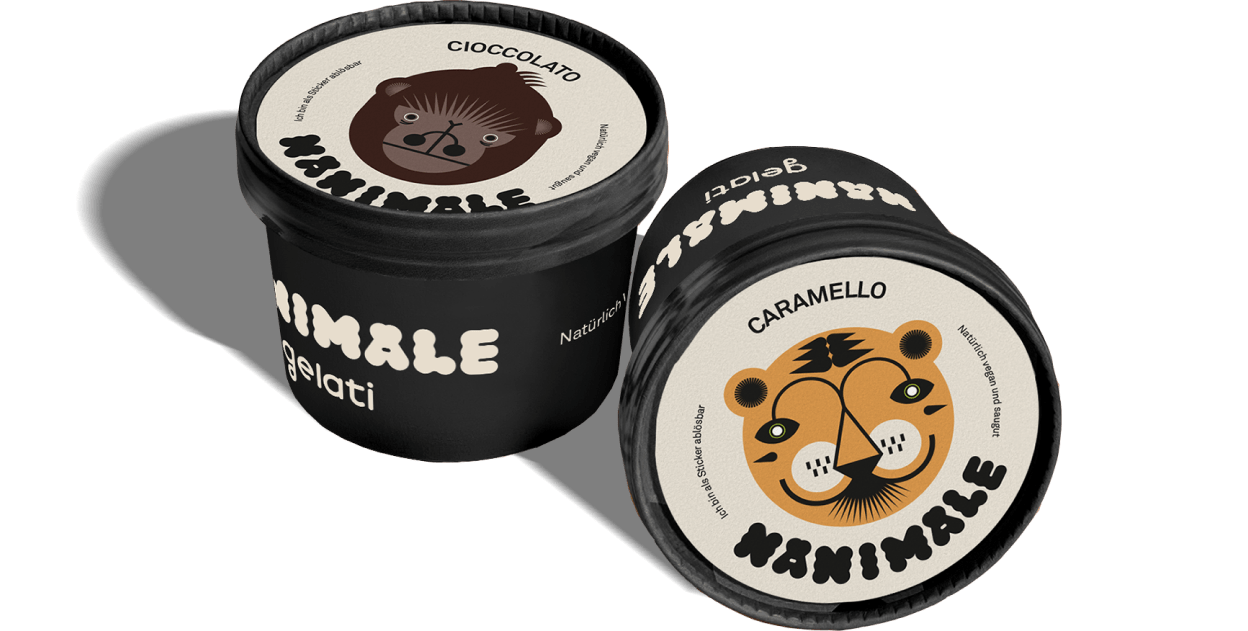 CIOCCOLATO
Ich bin als Sticker ablösbar
Natürlich vegan und
NANIMALE
NIMALE
gelati
Natürlich
gelati
NANIMALE
CARAMELLO
Ich bin als Sticker ablösbar
Natürlich vegan und saugut
NANIMALE